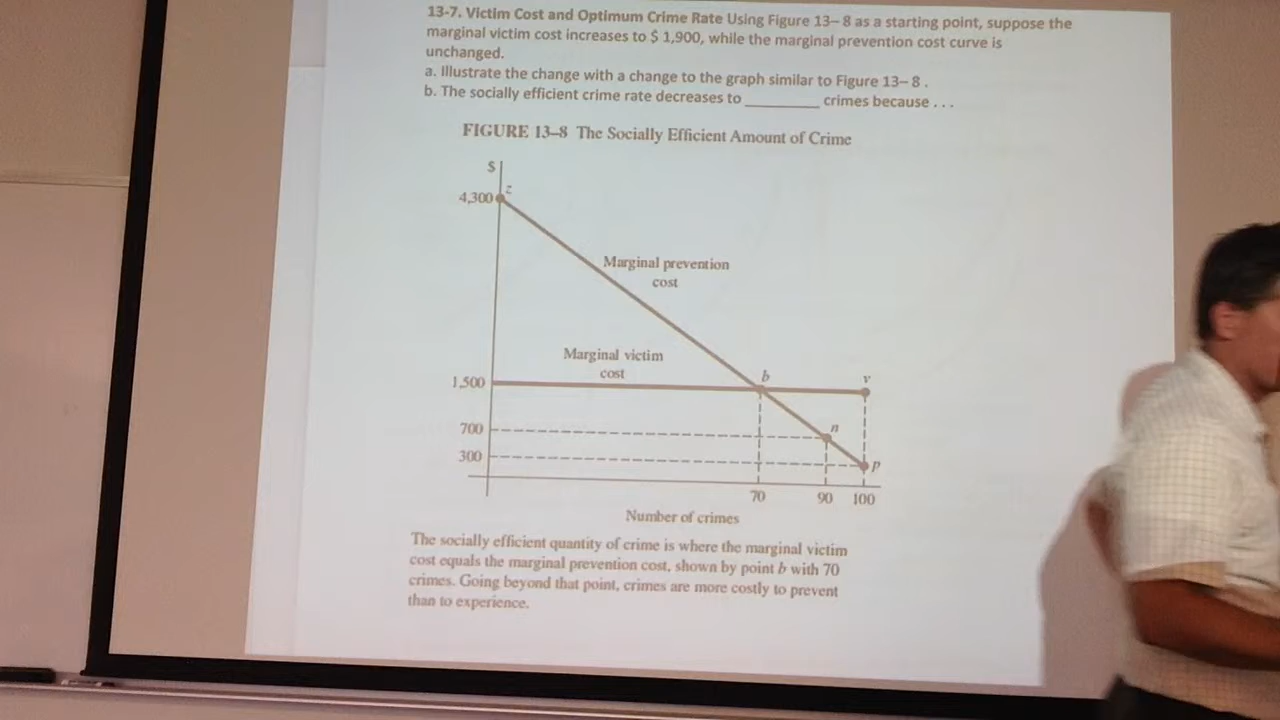 13-7. Victim Cost and Optimum Crime Rate Using Figure 13– 8 as a starting point, suppose the
marginal victim cost increases to $ 1,900, while the marginal prevention cost curve is
unchanged.
a. Illustrate the change with a change to the graph similar to Figure 13– 8 .
b. The socially efficient crime rate decreases to ________ crimes because . . .
FIGURE 13–8 The Socially Efficient Amount of Crime
$
z
4,300
Marginal prevention
cost
Marginal victim
cost
1,500
b
v
700
n
300
p
70 90 100
Number of crimes
The socially efficient quantity of crime is where the marginal victim
cost equals the marginal prevention cost, shown by point b with 70
crimes. Going beyond that point, crimes are more costly to prevent
than to experience.